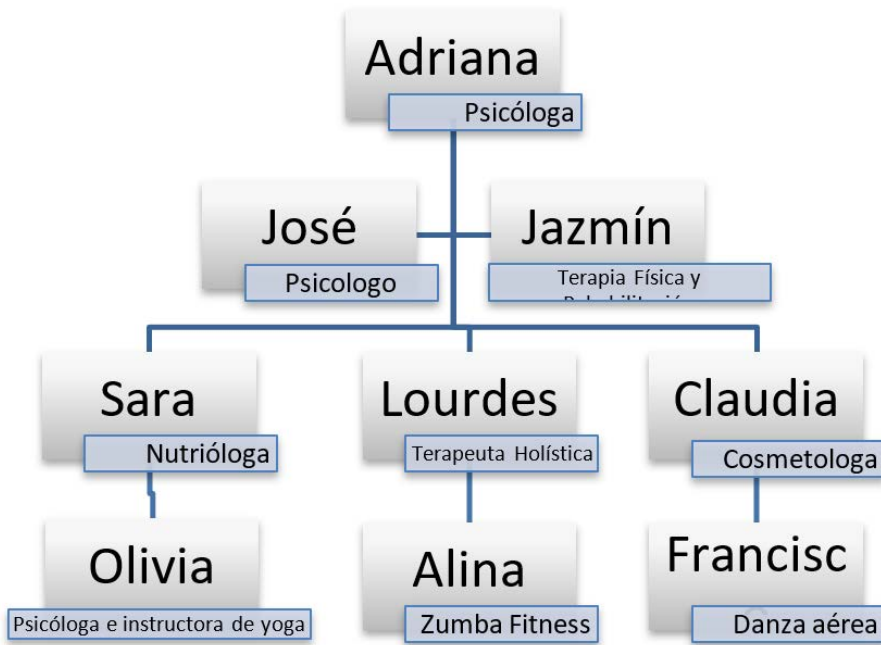 Adriana
Psicóloga
José
Psicologo
Jazmín
Terapia Física y
Sara
Nutrióloga
Lourdes
Terapeuta Holística
Claudia
Cosmetologa
Olivia
Psicóloga e instructora de yoga
Alina
Zumba Fitness
Francisc
Danza aérea